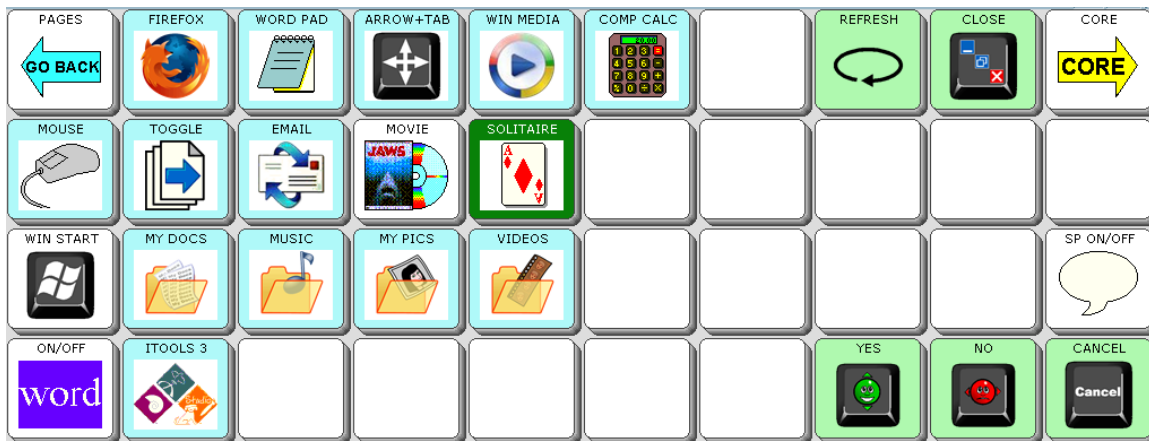 PAGES
FIREFOX
WORD PAD
ARROW+TAB
WIN MEDIA
COMP CALC
REFRESH
CLOSE
CORE
GO BACK
CORE
MOUSE
TOGGLE
EMAIL
MOVIE
SOLITAIRE
JAWS
A
A
WIN START
MY DOCS
MUSIC
MY PICS
VIDEOS
SP ON/OFF
ON/OFF
ITOOLS 3
YES
NO
CANCEL
word
Cancel